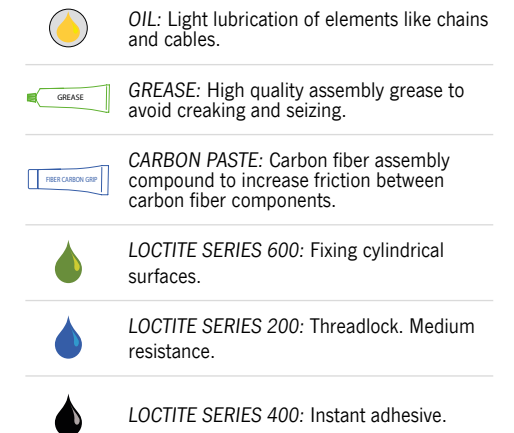 OIL: Light lubrication of elements like chains
and cables.
GREASE
GREASE: High quality assembly grease to
avoid creaking and seizing.
FIBER CARBON GRIP
CARBON PASTE: Carbon fiber assembly
compound to increase friction between
carbon fiber components.
LOCTITE SERIES 600: Fixing cylindrical
surfaces.
LOCTITE SERIES 200: Threadlock. Medium
resistance.
LOCTITE SERIES 400: Instant adhesive.